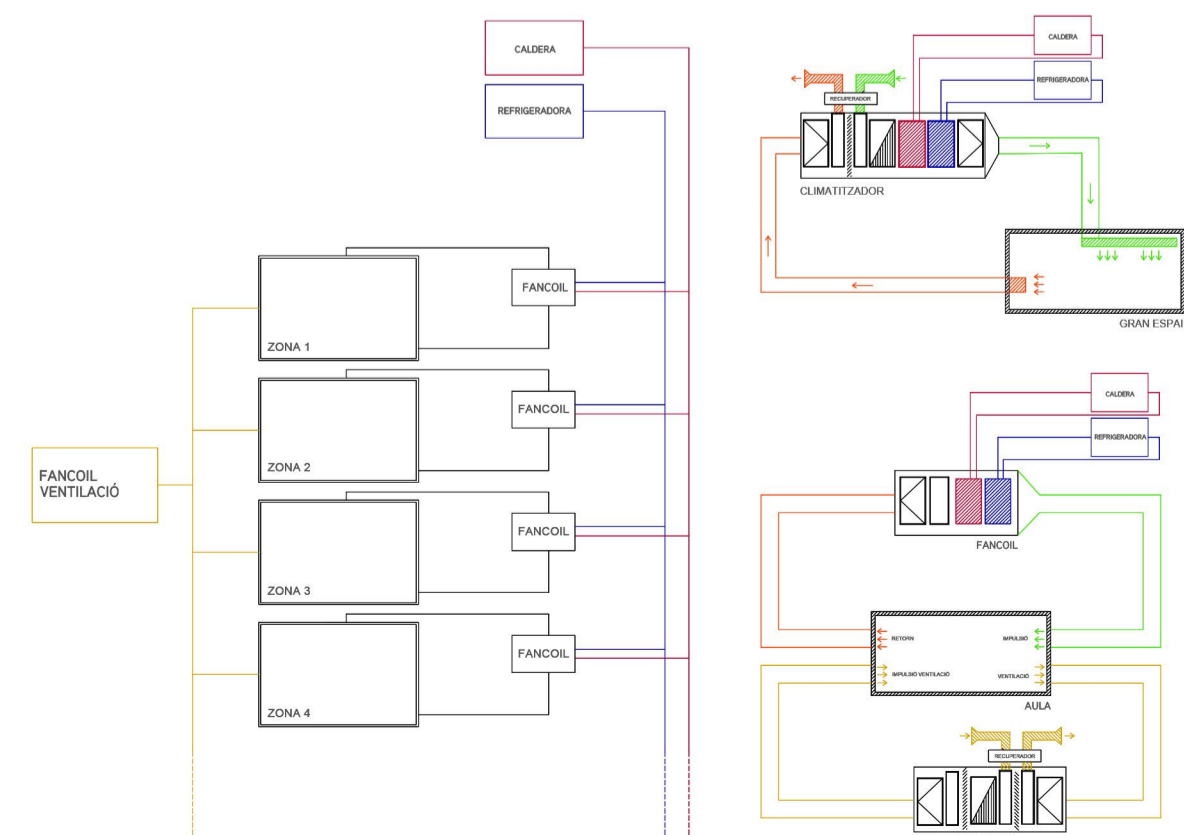 CALDERA
REFRIGERADORA
FANCOIL
ZONA 1
FANCOIL
ZONA 2
FANCOIL
VENTILACIÓ
FANCOIL
ZONA 3
FANCOIL
ZONA 4
CALDERA
REFRIGERADORA
RECUPERADOR
CLIMATITZADOR
GRAN ESPAI
CALDERA
REFRIGERADORA
FANCOIL
RETORN
IMPULSIÓ
IMPULSIÓ VENTILACIÓ
VENTILACIÓ
AULA
RECUPERADOR